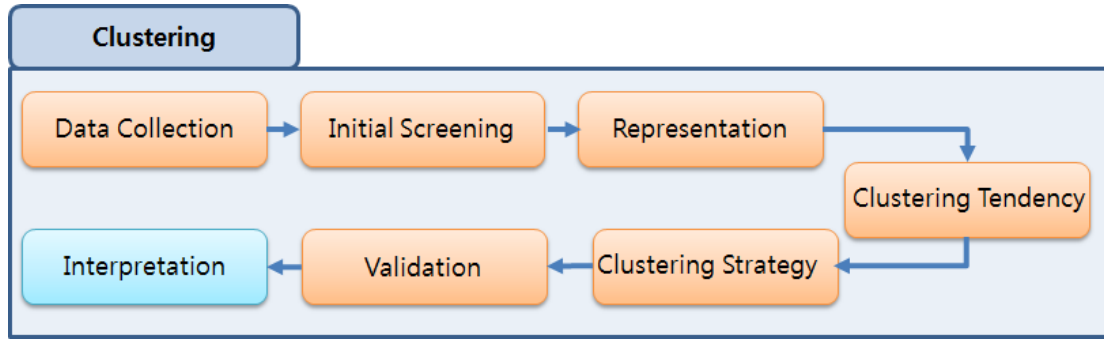 Clustering
Data Collection
Initial Screening
Representation
Clustering Tendency
Clustering Strategy
Validation
Interpretation